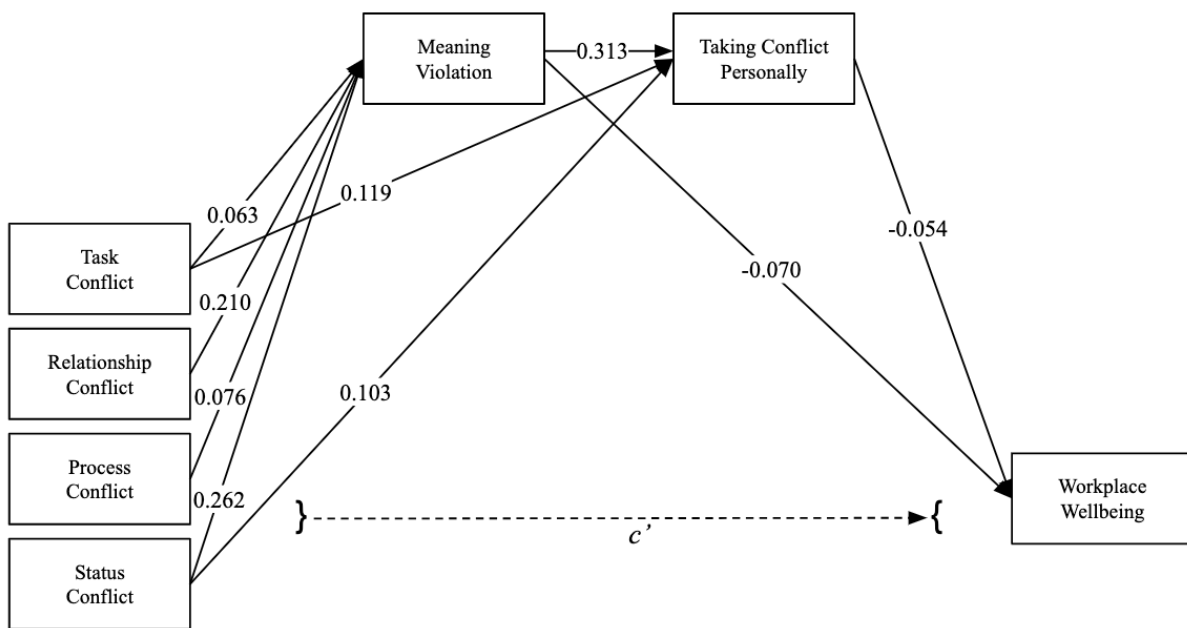 Meaning
Violation
0.313
Taking Conflict
Personally
0.119
0.063
Task
Conflict
-0.054
-0.070
0.210
Relationship
Conflict
0.076
0.103
Process
Conflict
0.262
}
{
c’
Workplace
Wellbeing
Status
Conflict